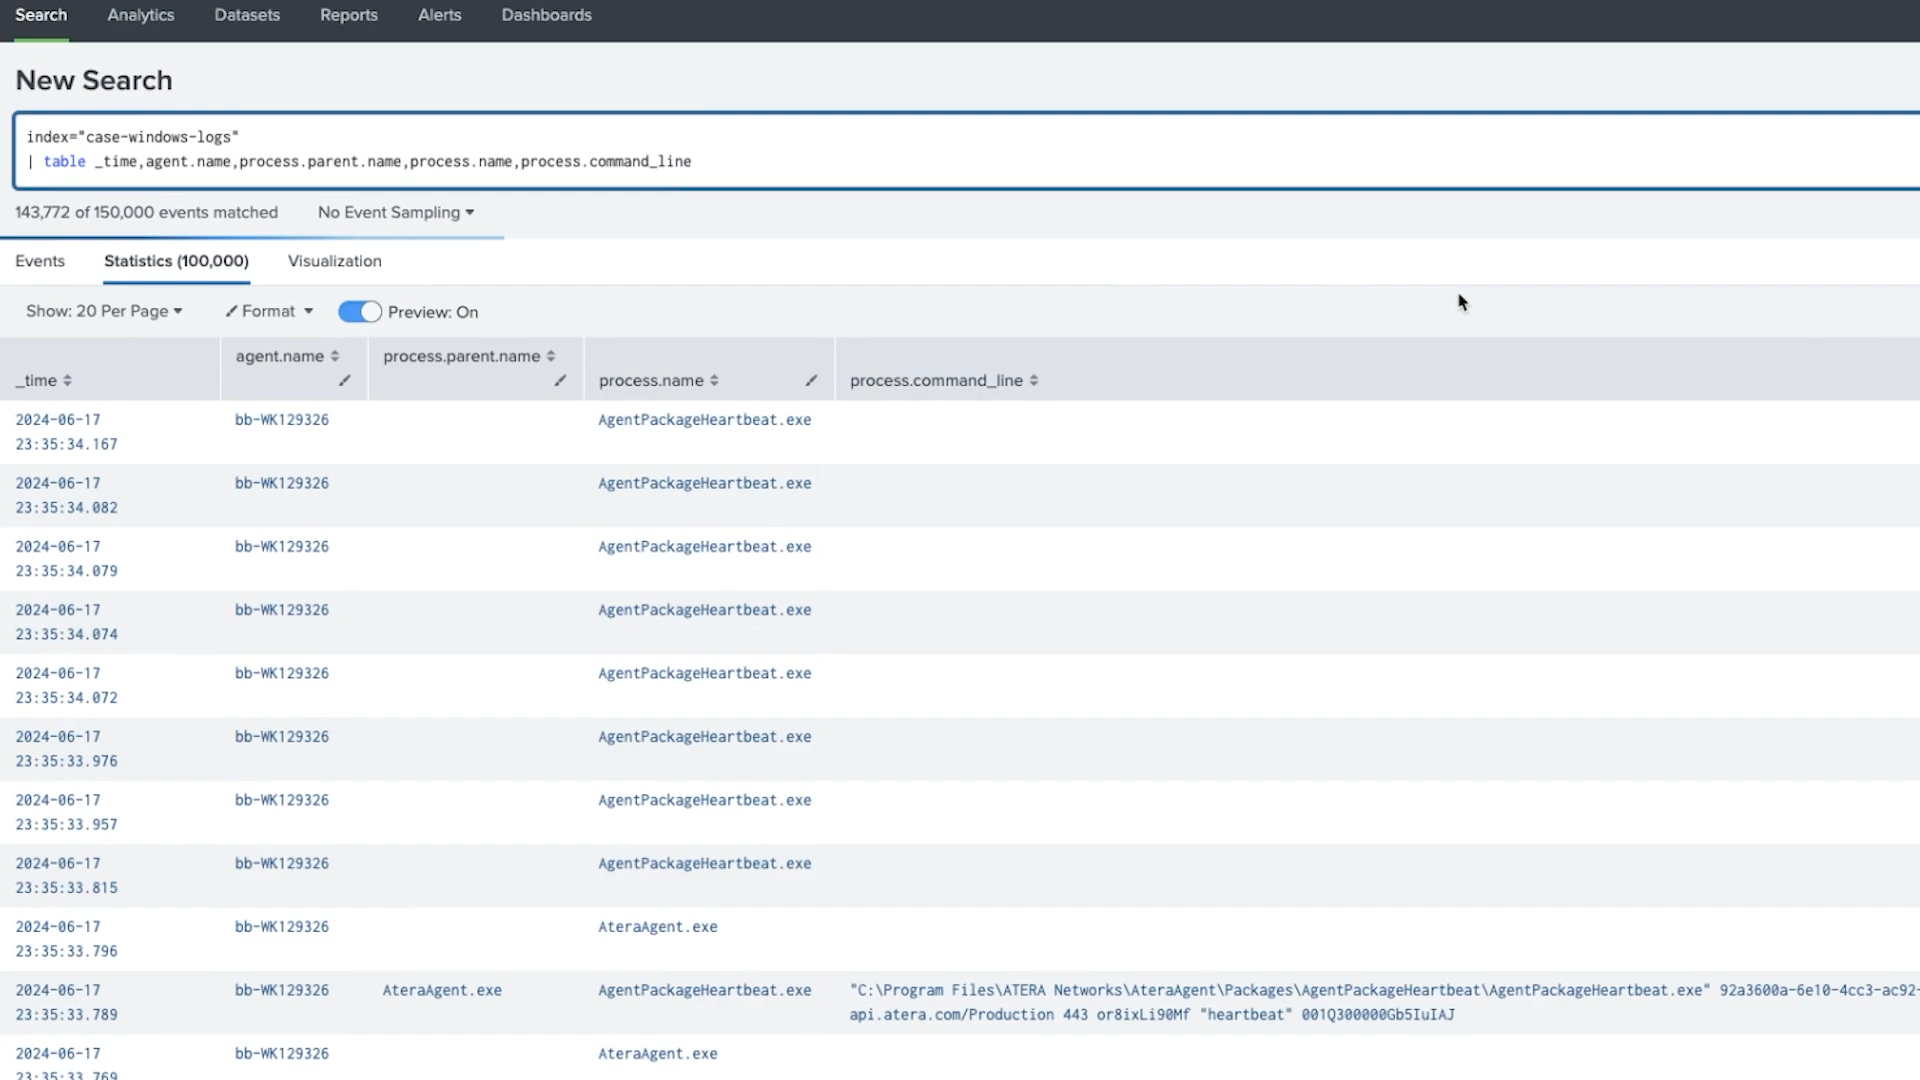 Search Analytics Datasets Reports Alerts Dashboards
New Search
index="case-windows-logs"
| table _time,agent.name,process.parent.name,process.name,process.command_line
143,772 of 150,000 events matched No Event Sampling
Events Statistics (100,000) Visualization
Show: 20 Per Page Format Preview: On
_time agent.name process.parent.name process.name process.command_line
2024-06-17 bb-WK129326 AgentPackageHeartbeat.exe
23:35:34.167
2024-06-17 bb-WK129326 AgentPackageHeartbeat.exe
23:35:34.082
2024-06-17 bb-WK129326 AgentPackageHeartbeat.exe
23:35:34.079
2024-06-17 bb-WK129326 AgentPackageHeartbeat.exe
23:35:34.074
2024-06-17 bb-WK129326 AgentPackageHeartbeat.exe
23:35:34.072
2024-06-17 bb-WK129326 AgentPackageHeartbeat.exe
23:35:33.976
2024-06-17 bb-WK129326 AgentPackageHeartbeat.exe
23:35:33.957
2024-06-17 bb-WK129326 AgentPackageHeartbeat.exe
23:35:33.815
2024-06-17 bb-WK129326 AteraAgent.exe
23:35:33.796
2024-06-17 bb-WK129326 AteraAgent.exe AgentPackageHeartbeat.exe "C:\Program Files\ATERA Networks\AteraAgent\Packages\AgentPackageHeartbeat\AgentPackageHeartbeat.exe" 92a3600a-6e10-4cc3-ac92-
23:35:33.789 api.atera.com/Production 443 or8ixLi90Mf "heartbeat" 001Q300000Gb5IuIAJ
2024-06-17 bb-WK129326 AteraAgent.exe
23:35:33.769